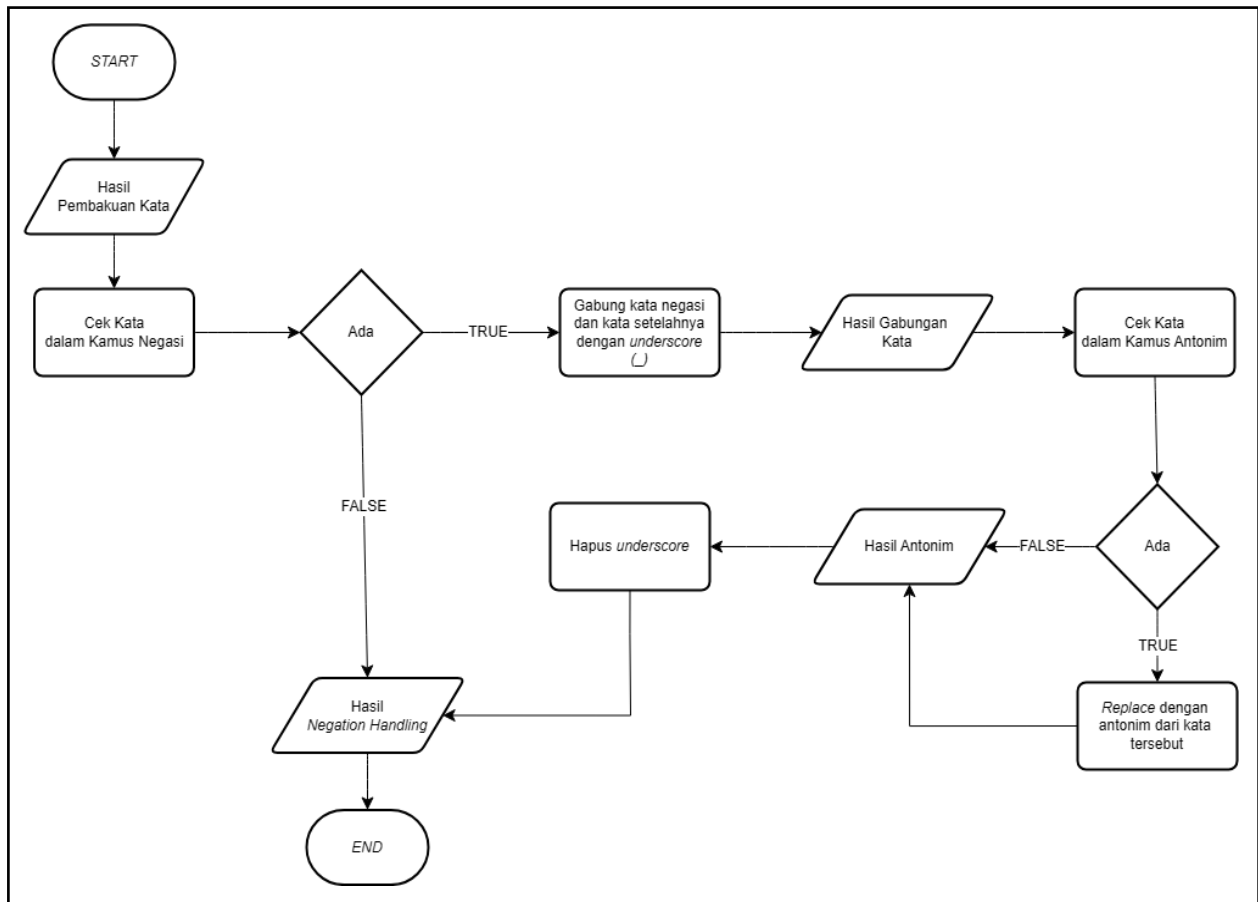 START
Hasil
Pembakuan Kata
Cek Kata
dalam Kamus Negasi
Ada
TRUE
Gabung kata negasi
dan kata setelahnya
dengan underscore
(_)
Hasil Gabungan
Kata
Cek Kata
dalam Kamus Antonim
FALSE
Hapus underscore
Hasil Antonim
FALSE
Ada
TRUE
Replace dengan
antonim dari kata
tersebut
Hasil
Negation Handling
END